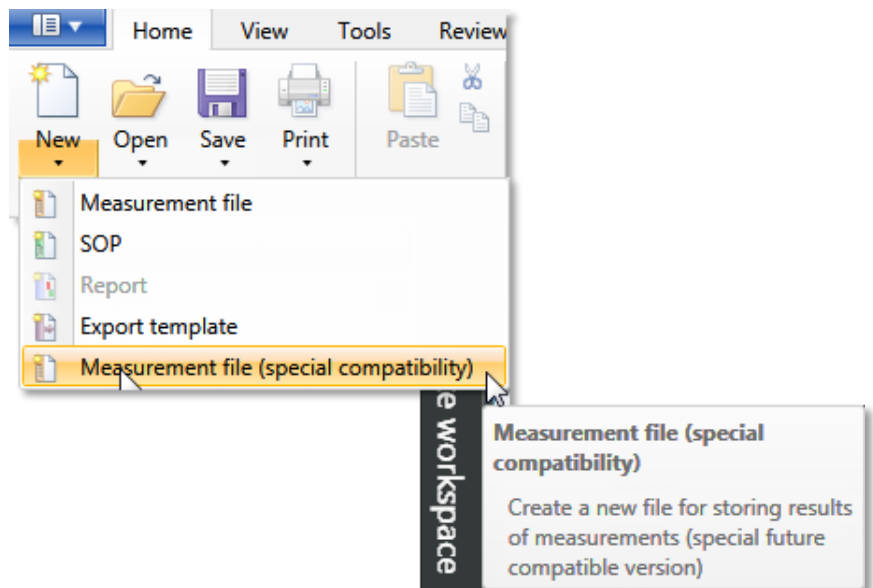 Home View Tools Review
New Open Save Print Paste
Measurement file
SOP
Report
Export template
Measurement file (special compatibility)
workspace
Measurement file (special
compatibility)
Create a new file for storing results
of measurements (special future
compatible version)